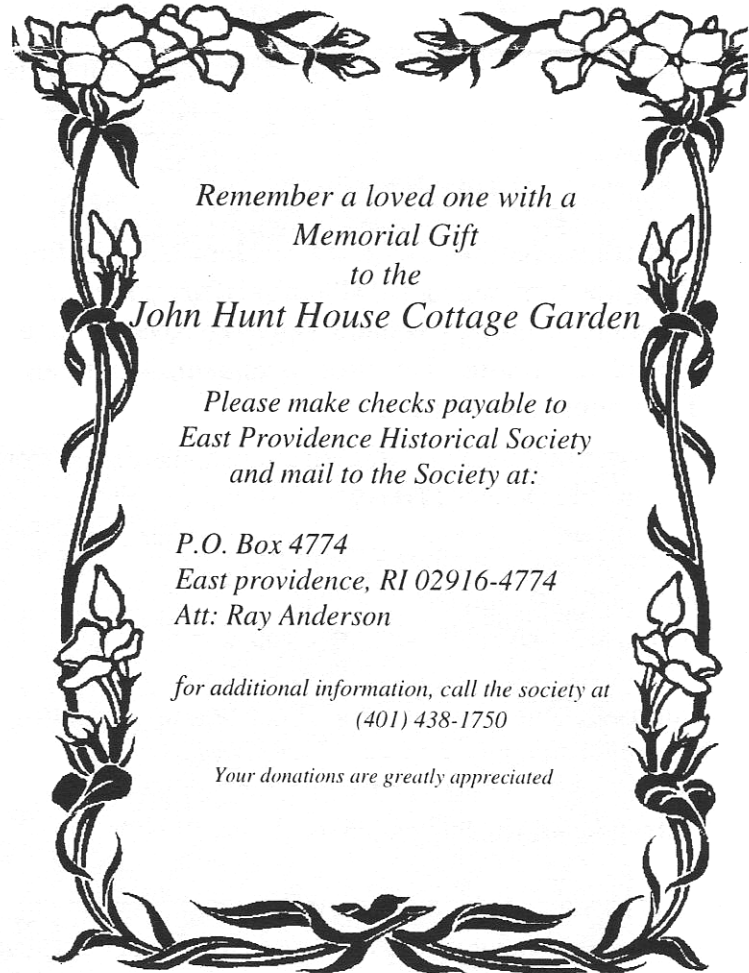 Remember a loved one with a
Memorial Gift
to the
John Hunt House Cottage Garden
Please make checks payable to
East Providence Historical Society
and mail to the Society at:
P.O. Box 4774
East providence, RI 02916-4774
Att: Ray Anderson
for additional information, call the society at
(401) 438-1750
Your donations are greatly appreciated